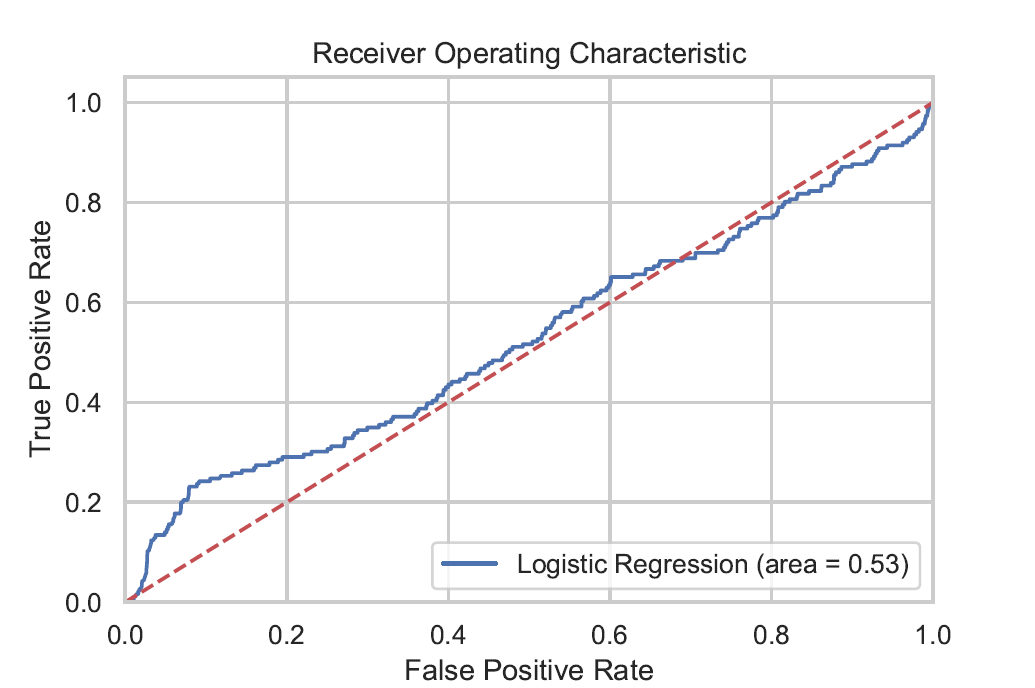 Receiver Operating Characteristic
True Positive Rate
1.0
0.8
0.6
0.4
0.2
0.0
Logistic Regression (area = 0.53)
0.0 0.2 0.4 0.6 0.8 1.0
False Positive Rate